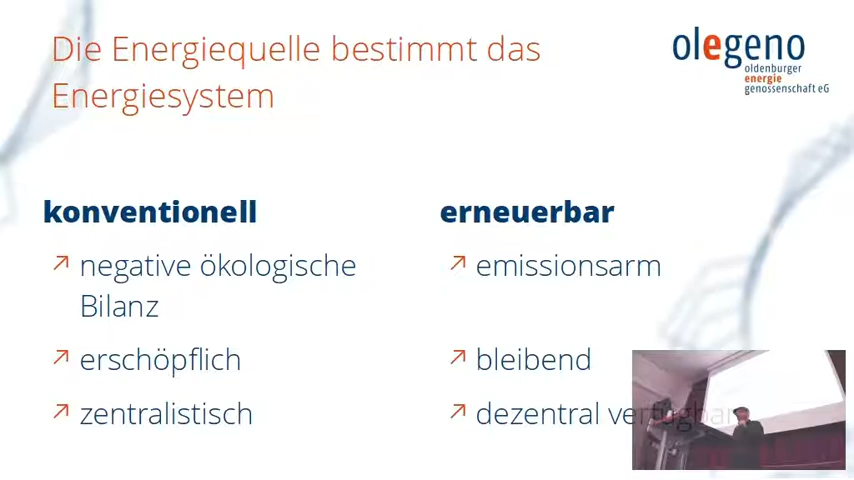 Die Energiequelle bestimmt das
Energiesystem
olegeno
oldenburger
energie
genossenschaft eG
konventionell
negative ökologische
Bilanz
erschöpflich
zentralistisch
erneuerbar
emissionsarm
bleibend
dezentral verfügbar